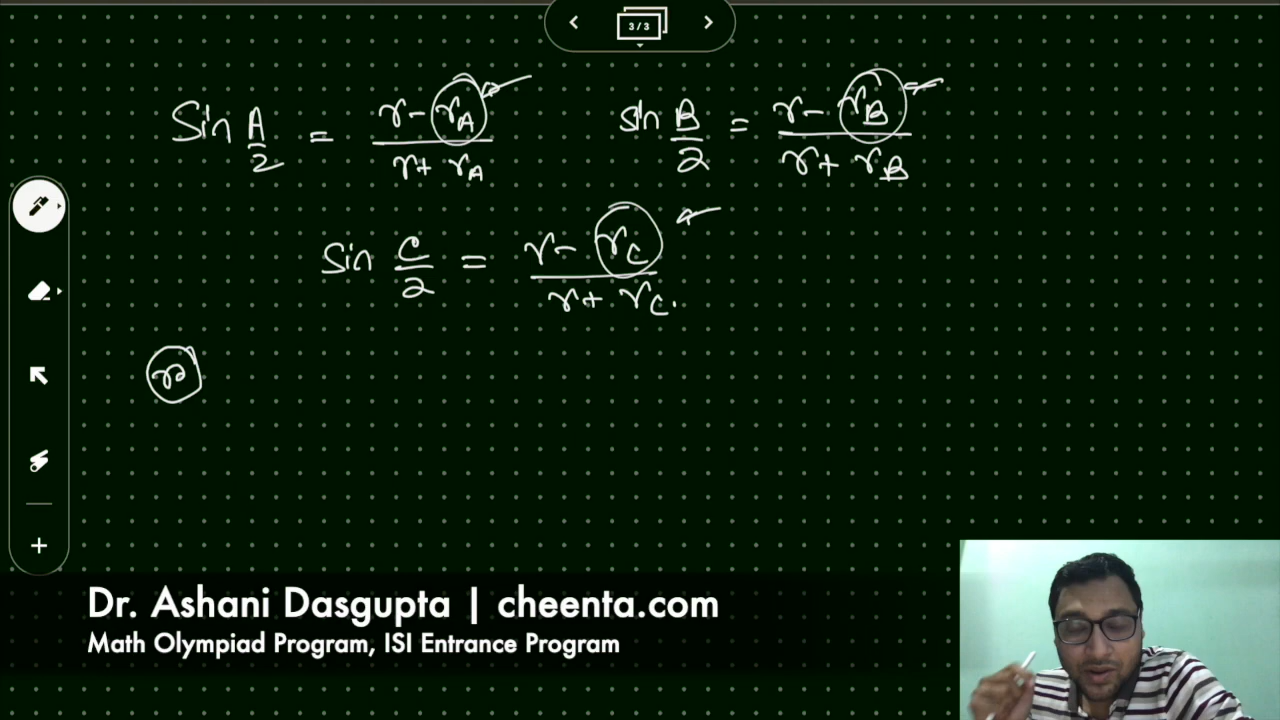 3 / 3
Sin A/2 = (r - r_A)/(r + r_A)   sin B/2 = (r - r_B)/(r + r_B)
Sin C/2 = (r - r_C)/(r + r_C).
r
Dr. Ashani Dasgupta | cheenta.com
Math Olympiad Program, ISI Entrance Program